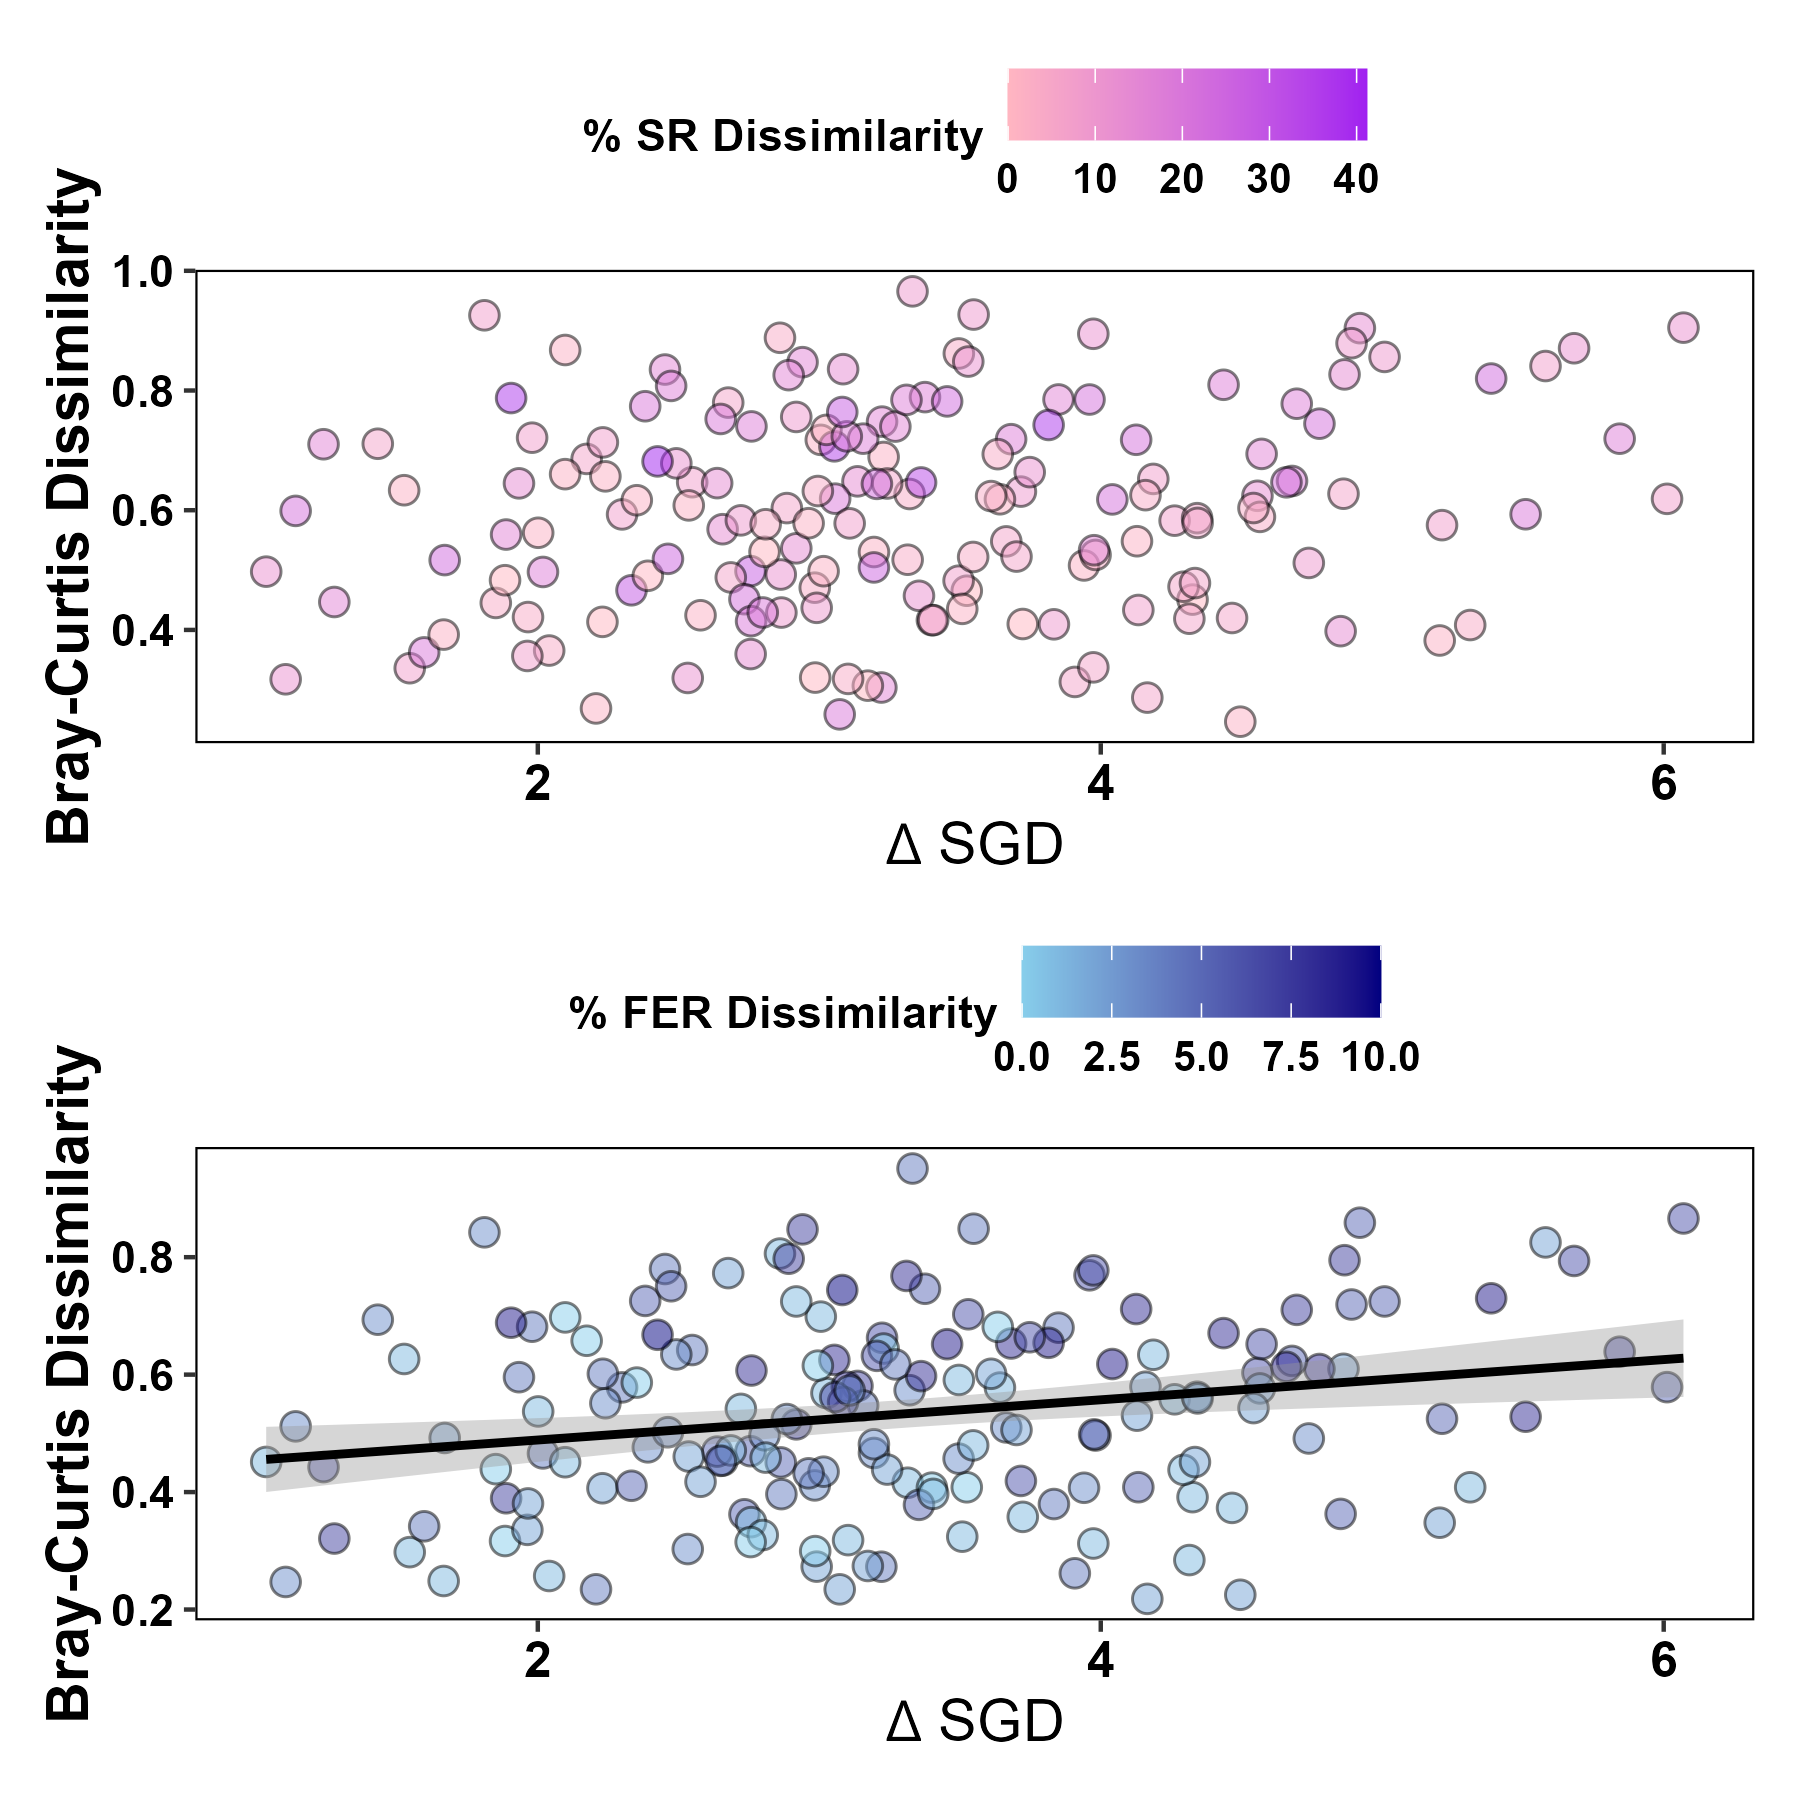 % SR Dissimilarity
0 10 20 30 40
Bray-Curtis Dissimilarity
1.0
0.8
0.6
0.4
2 4 6
Δ SGD
% FER Dissimilarity
0.0 2.5 5.0 7.5 10.0
Bray-Curtis Dissimilarity
0.8
0.6
0.4
0.2
2 4 6
Δ SGD